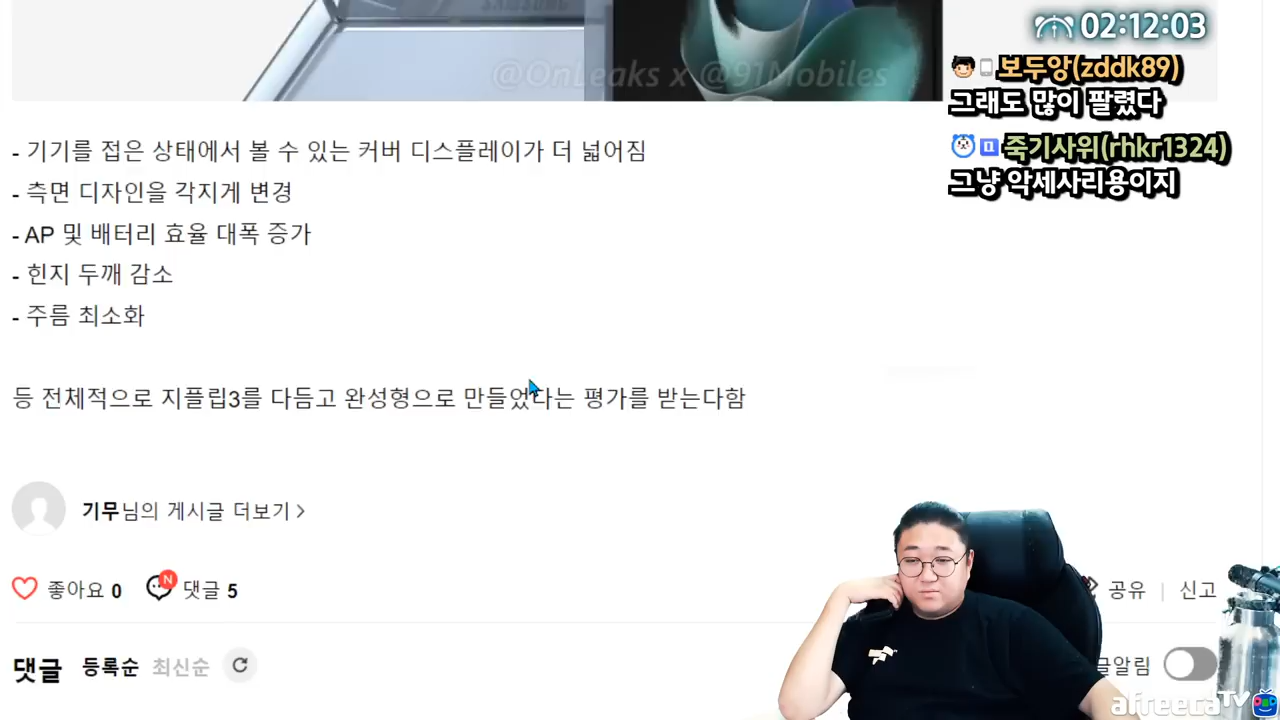 SAMSUNG
@OnLeaks x @91Mobiles
02:12:03
보두앙(zddk89)
그래도 많이 팔렸다
죽기사위(rhkr1324)
그냥 악세사리용이지
- 기기를 접은 상태에서 볼 수 있는 커버 디스플레이가 더 넓어짐
- 측면 디자인을 각지게 변경
- AP 및 배터리 효율 대폭 증가
- 힌지 두깨 감소
- 주름 최소화
등 전체적으로 지플립3를 다듬고 완성형으로 만들었다는 평가를 받는다함
기무님의 게시글 더보기 >
좋아요 0 N 댓글 5
공유 | 신고
댓글 등록순 최신순
글알림
afreecaTV